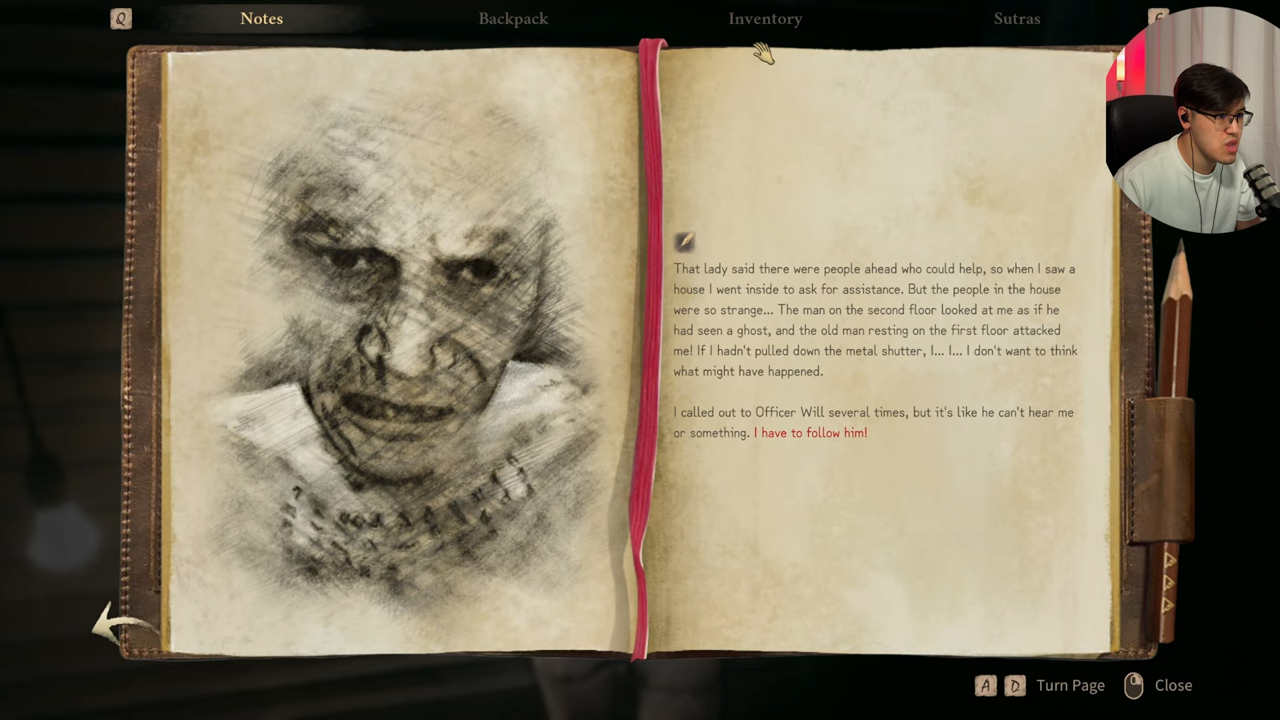 Q
Notes
Backpack
Inventory
Sutras
That lady said there were people ahead who could help, so when I saw a
house I went inside to ask for assistance. But the people in the house
were so strange... The man on the second floor looked at me as if he
had seen a ghost, and the old man resting on the first floor attacked
me! If I hadn't pulled down the metal shutter, I... I... I don't want to think
what might have happened.
I called out to Officer Will several times, but it's like he can't hear me
or something. I have to follow him!
A
D
Turn Page
Close